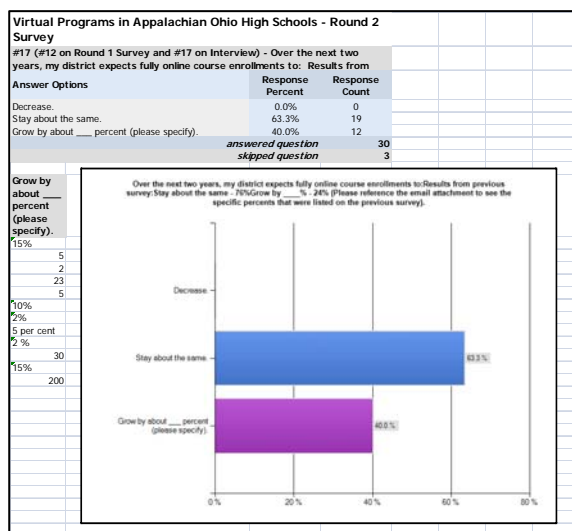 Virtual Programs in Appalachian Ohio High Schools - Round 2
Survey
#17 (#12 on Round 1 Survey and #17 on Interview) - Over the next two
years, my district expects fully online course enrollments to: Results from
Answer Options
Response
Percent
Response
Count
Decrease. 0.0% 0
Stay about the same. 63.3% 19
Grow by about ___ percent (please specify). 40.0% 12
answered question 30
skipped question 3
Grow by
about ___
percent
(please
specify).
15%
5
2
23
5
10%
2%
5 per cent
2 %
30
15%
200
Over the next two years, my district expects fully online course enrollments to:Results from previous
survey:Stay about the same - 76%Grow by ____% - 24% (Please reference the email attachment to see the
specific percents that were listed on the previous survey).
Decrease.
Stay about the same.
63.3 %
Grow by about ___ percent
(please specify).
40.0 %
0 %
20 %
40 %
60 %
80 %